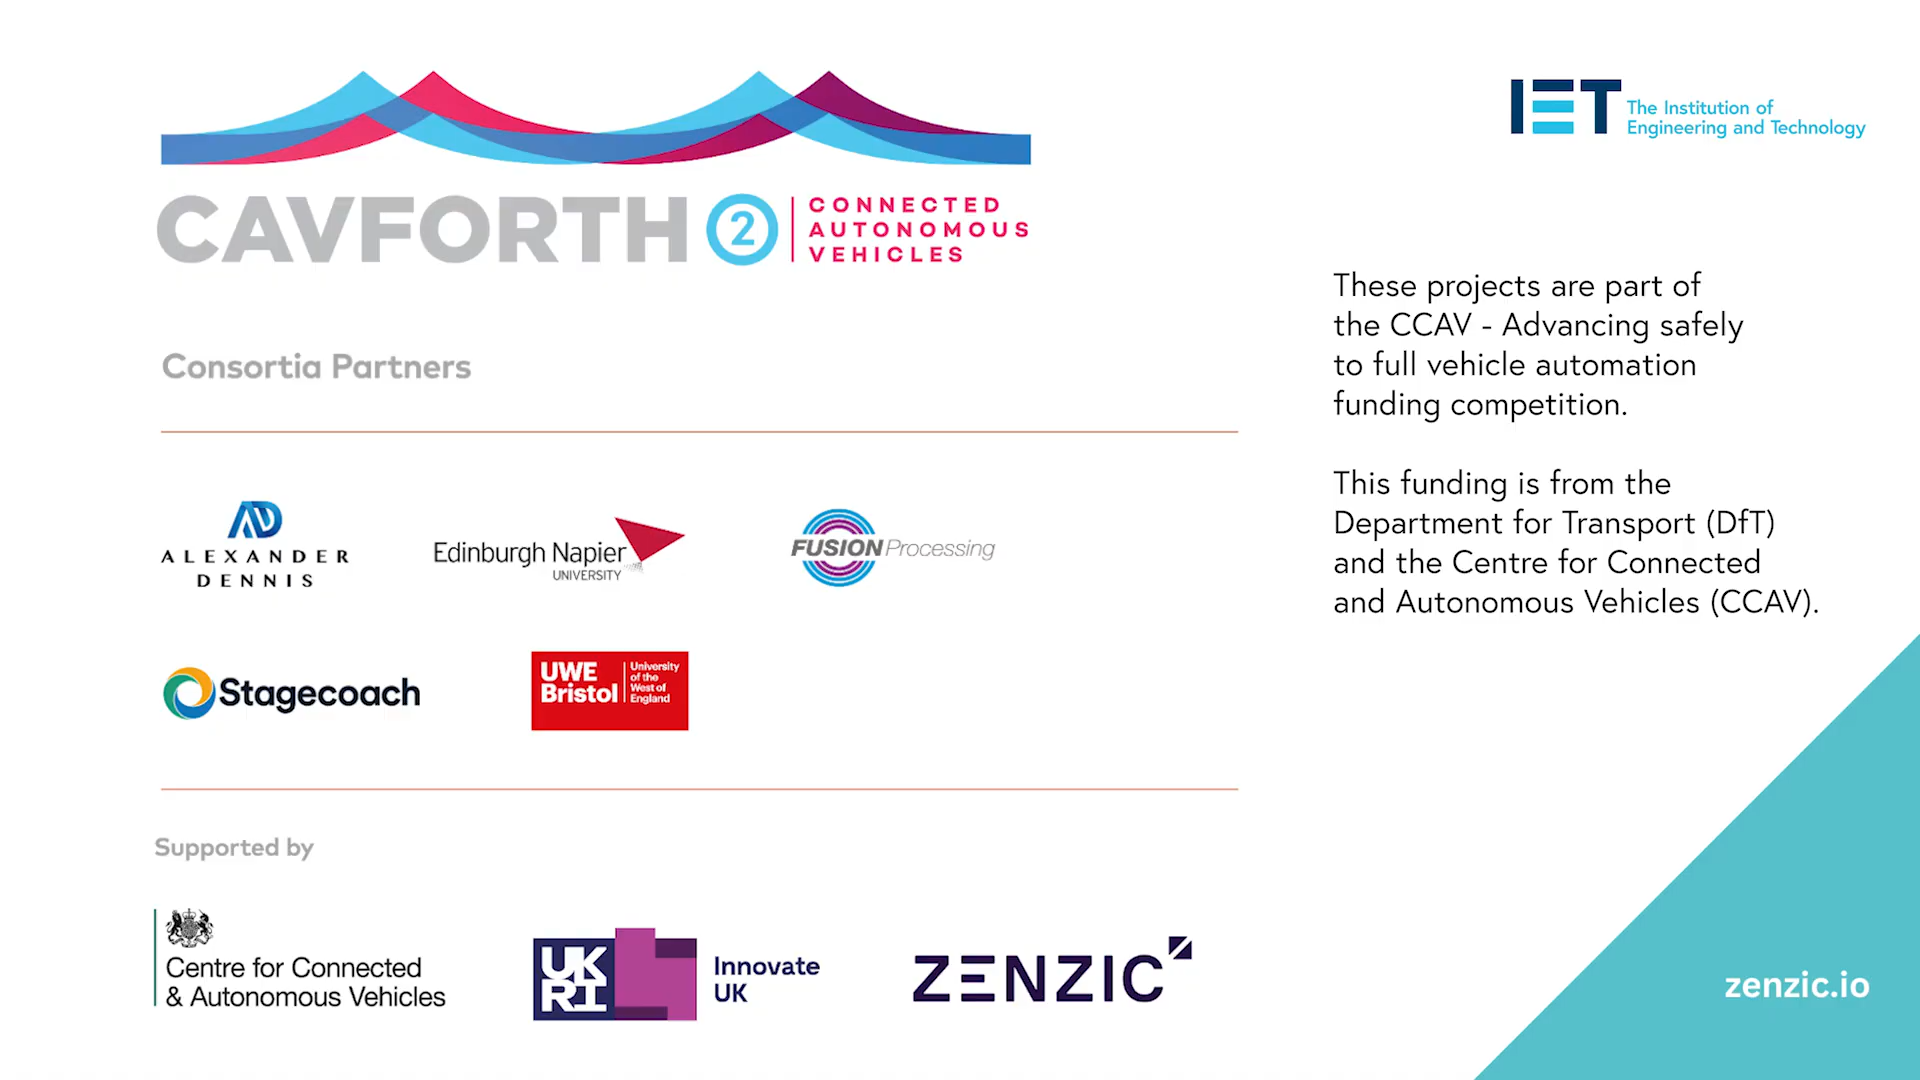 CAVFORTH 2
CONNECTED
AUTONOMOUS
VEHICLES
IET
The Institution of
Engineering and Technology
Consortia Partners
ALEXANDER
DENNIS
Edinburgh Napier
UNIVERSITY
FUSION Processing
Stagecoach
UWE
Bristol
University
of the
West of
England
Supported by
Centre for Connected
& Autonomous Vehicles
UK
RI
Innovate
UK
ZENZIC
These projects are part of
the CCAV - Advancing safely
to full vehicle automation
funding competition.
This funding is from the
Department for Transport (DfT)
and the Centre for Connected
and Autonomous Vehicles (CCAV).
zenzic.io